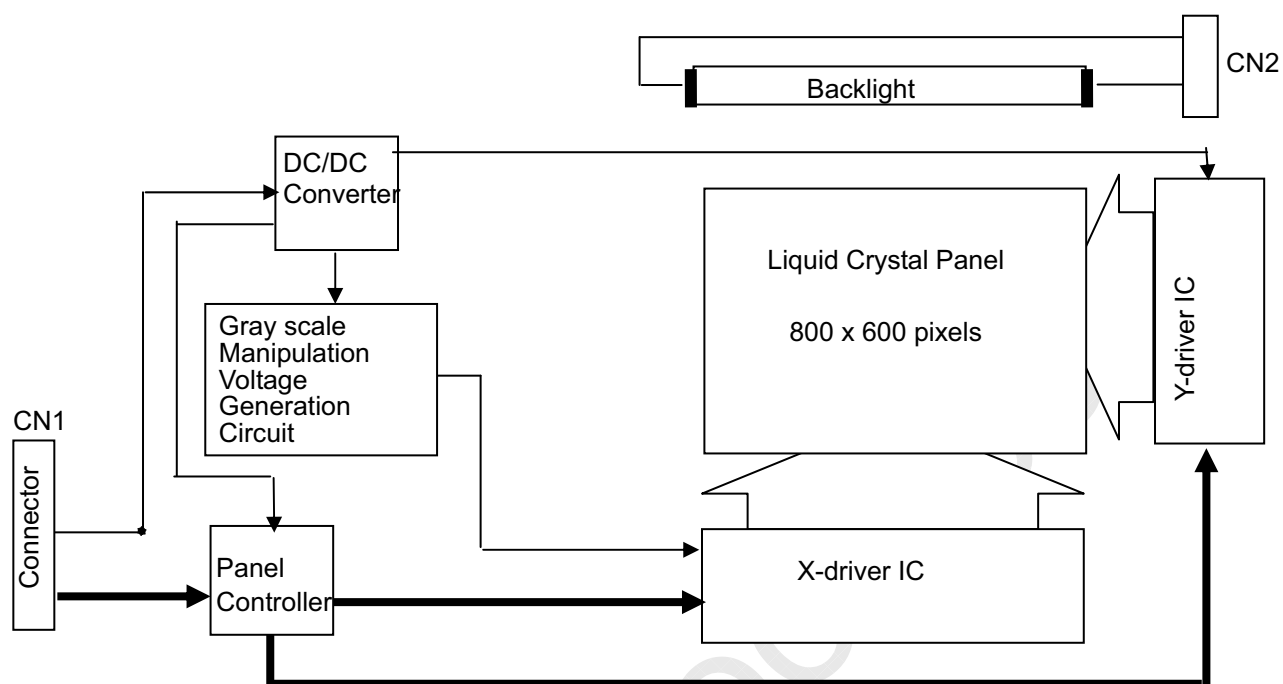 CN2
Backlight
DC/DC
Converter
Liquid Crystal Panel
800 x 600 pixels
Y-driver IC
Gray scale
Manipulation
Voltage
Generation
Circuit
CN1
Connector
Panel
Controller
X-driver IC